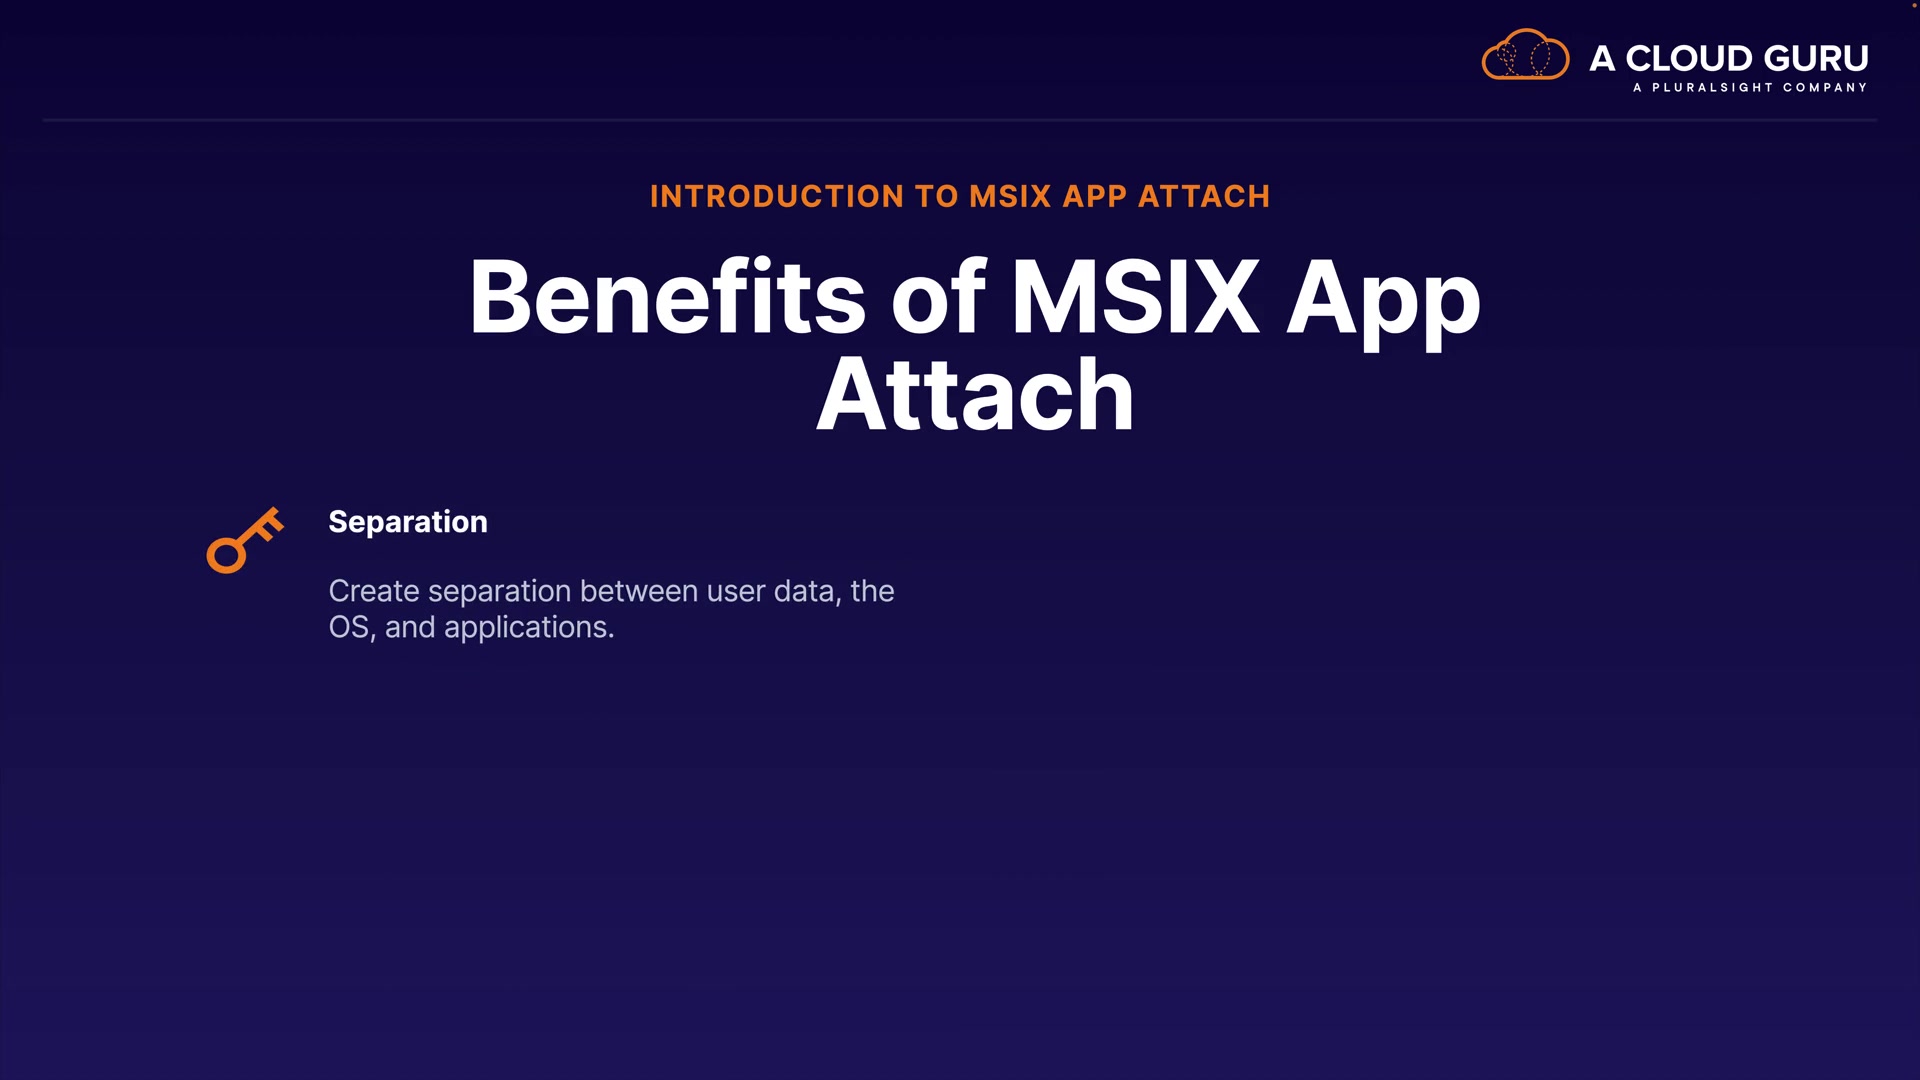 A CLOUD GURU
A PLURALSIGHT COMPANY
INTRODUCTION TO MSIX APP ATTACH
Benefits of MSIX App
Attach
Separation
Create separation between user data, the
OS, and applications.